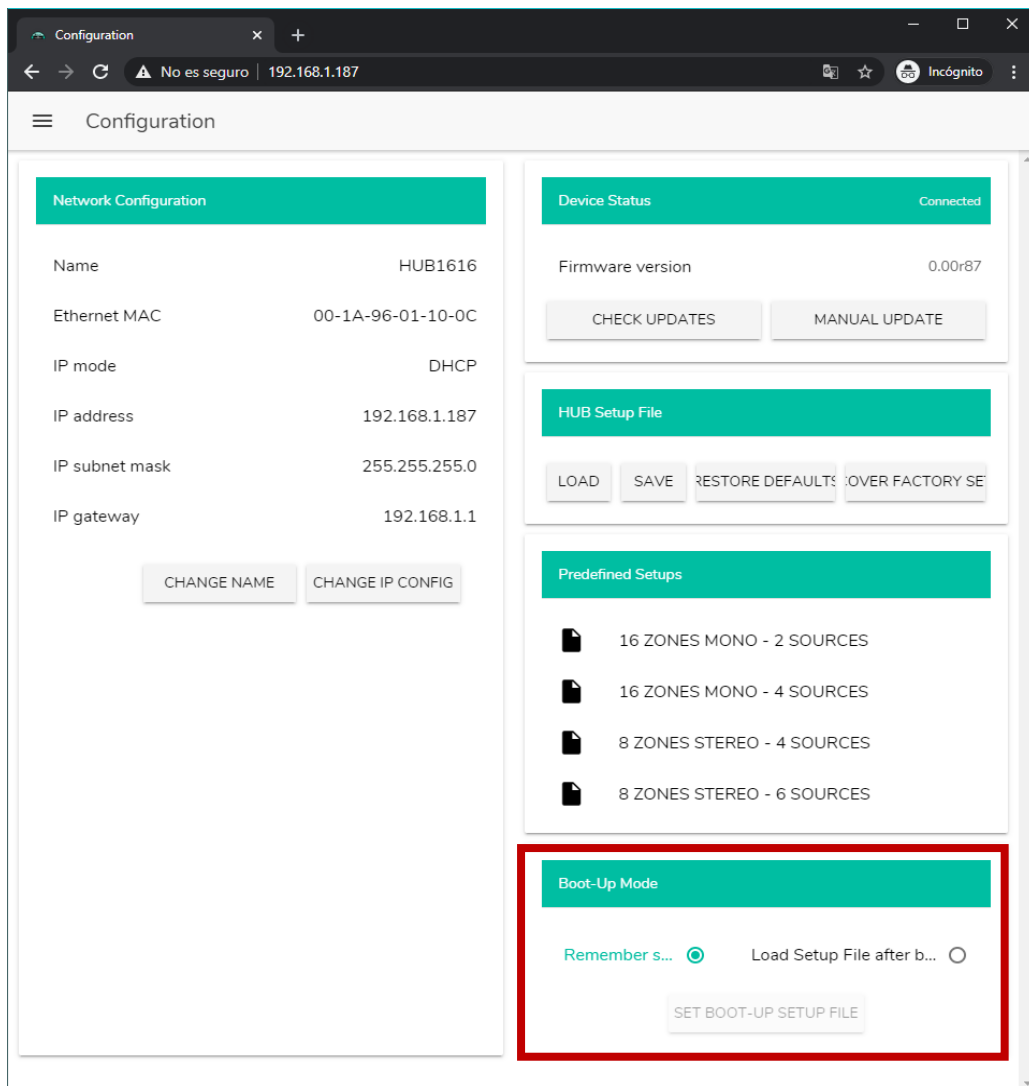 Configuration
No es seguro 192.168.1.187
Incógnito
Configuration
Network Configuration
Name HUB1616
Ethernet MAC 00-1A-96-01-10-0C
IP mode DHCP
IP address 192.168.1.187
IP subnet mask 255.255.255.0
IP gateway 192.168.1.1
CHANGE NAME CHANGE IP CONFIG
Device Status Connected
Firmware version 0.00r87
CHECK UPDATES MANUAL UPDATE
HUB Setup File
LOAD SAVE RESTORE DEFAULTS COVER FACTORY SE
Predefined Setups
16 ZONES MONO - 2 SOURCES
16 ZONES MONO - 4 SOURCES
8 ZONES STEREO - 4 SOURCES
8 ZONES STEREO - 6 SOURCES
Boot-Up Mode
Remember s... Load Setup File after b...
SET BOOT-UP SETUP FILE